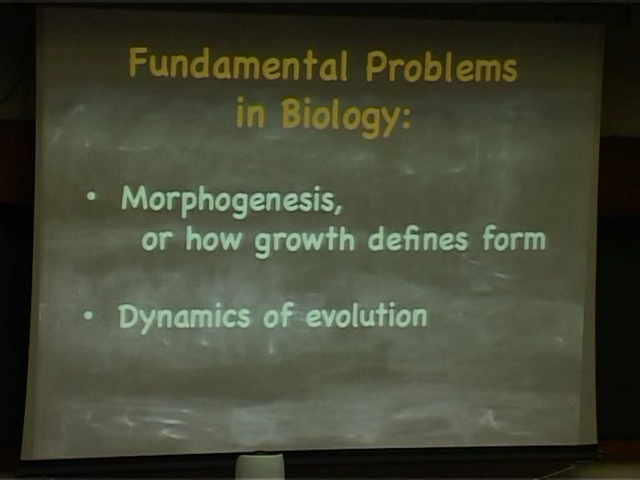 Fundamental Problems
in Biology:
• Morphogenesis,
or how growth defines form
• Dynamics of evolution